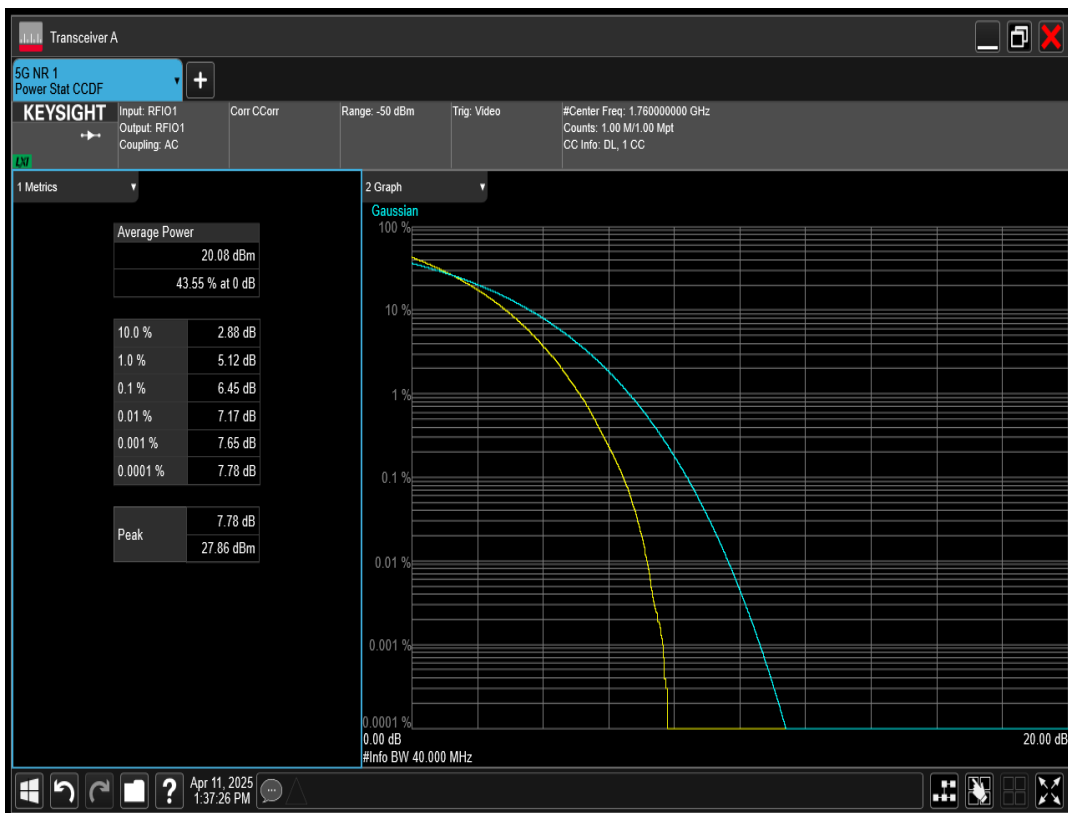 Transceiver A
5G NR 1
Power Stat CCDF
+
KEYSIGHT
LXI
Input: RFIO1
Output: RFIO1
Coupling: AC
Corr CCorr
Range: -50 dBm
Trig: Video
#Center Freq: 1.760000000 GHz
Counts: 1.00 M/1.00 Mpt
CC Info: DL, 1 CC
1 Metrics
Average Power
20.08 dBm
43.55 % at 0 dB
10.0 % 2.88 dB
1.0 % 5.12 dB
0.1 % 6.45 dB
0.01 % 7.17 dB
0.001 % 7.65 dB
0.0001 % 7.78 dB
Peak
7.78 dB
27.86 dBm
2 Graph
Gaussian
100 %
10 %
1 %
0.1 %
0.01 %
0.001 %
0.0001 %
0.00 dB 20.00 dB
#Info BW 40.000 MHz
?
Apr 11, 2025
1:37:26 PM